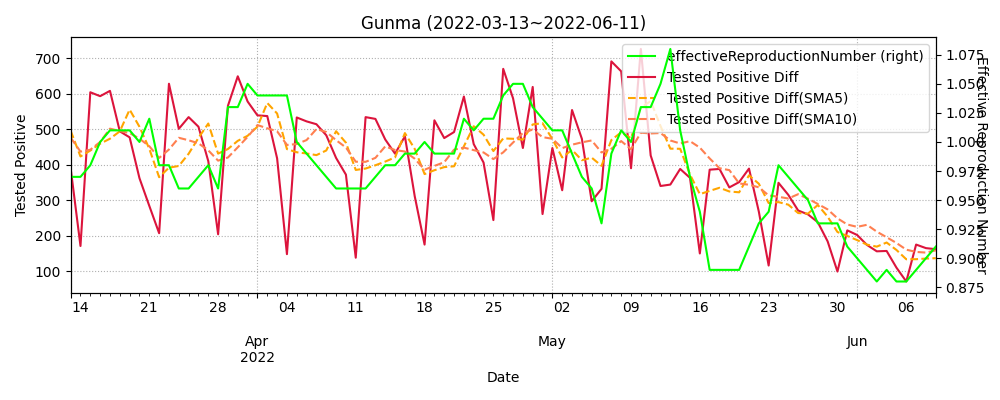 Gunma (2022-03-13~2022-06-11)
effectiveReproductionNumber (right)
Tested Positive Diff
Tested Positive Diff(SMA5)
Tested Positive Diff(SMA10)
Tested Positive
700
600
500
400
300
200
100
1.075
1.050
1.025
1.000
0.975
0.950
0.925
0.900
0.875
Effective Reproduction Number
14 21 28 04 11 18 25 02 09 16 23 30 06
Apr May Jun
2022
Date